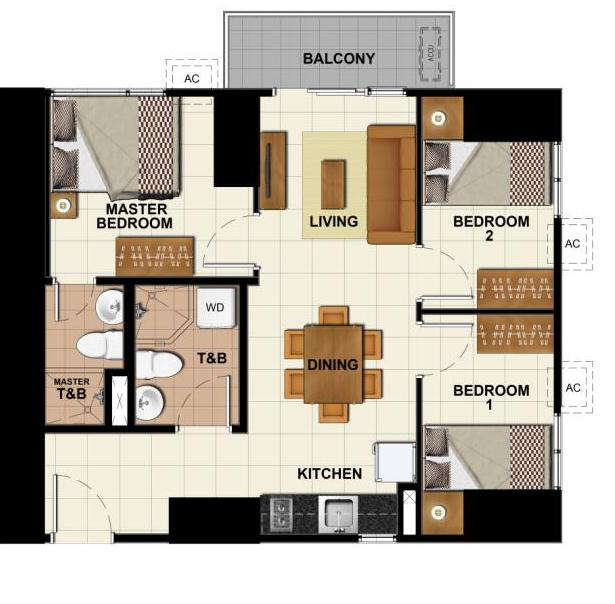 BALCONY
ACCU
AC
MASTER
BEDROOM
LIVING
BEDROOM
2
AC
WD
T&B
MASTER
T&B
DINING
BEDROOM
1
AC
KITCHEN